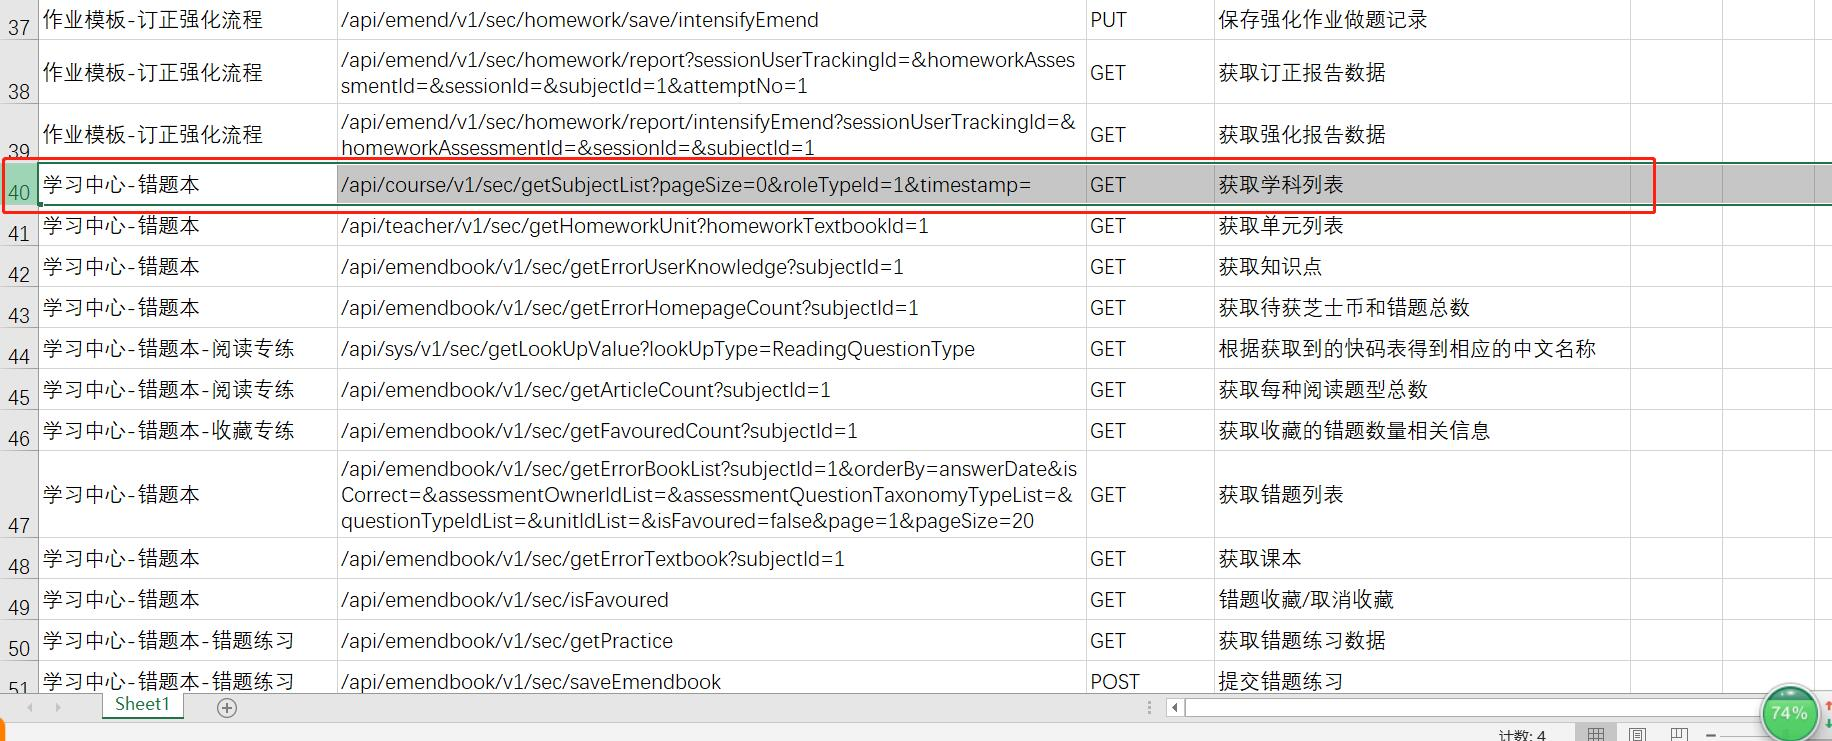 37 作业模板-订正强化流程 /api/emend/v1/sec/homework/save/intensifyEmend PUT 保存强化作业做题记录
38 作业模板-订正强化流程 /api/emend/v1/sec/homework/report?sessionUserTrackingId=&homeworkAsses GET 获取订正报告数据
smentId=&sessionId=&subjectId=1&attemptNo=1
39 作业模板-订正强化流程 /api/emend/v1/sec/homework/report/intensifyEmend?sessionUserTrackingId=& GET 获取强化报告数据
homeworkAssessmentId=&sessionId=&subjectId=1
40 学习中心-错题本 /api/course/v1/sec/getSubjectList?pageSize=0&roleTypeId=1&timestamp= GET 获取学科列表
41 学习中心-错题本 /api/teacher/v1/sec/getHomeworkUnit?homeworkTextbookId=1 GET 获取单元列表
42 学习中心-错题本 /api/emendbook/v1/sec/getErrorUserKnowledge?subjectId=1 GET 获取知识点
43 学习中心-错题本 /api/emendbook/v1/sec/getErrorHomepageCount?subjectId=1 GET 获取待获芝士币和错题总数
44 学习中心-错题本-阅读专练 /api/sys/v1/sec/getLookUpValue?lookUpType=ReadingQuestionType GET 根据获取到的快码表得到相应的中文名称
45 学习中心-错题本-阅读专练 /api/emendbook/v1/sec/getArticleCount?subjectId=1 GET 获取每种阅读题型总数
46 学习中心-错题本-收藏专练 /api/emendbook/v1/sec/getFavouredCount?subjectId=1 GET 获取收藏的错题数量相关信息
47 学习中心-错题本 /api/emendbook/v1/sec/getErrorBookList?subjectId=1&orderBy=answerDate&is GET 获取错题列表
Correct=&assessmentOwnerIdList=&assessmentQuestionTaxonomyTypeList=&
questionTypeIdList=&unitIdList=&isFavoured=false&page=1&pageSize=20
48 学习中心-错题本 /api/emendbook/v1/sec/getErrorTextbook?subjectId=1 GET 获取课本
49 学习中心-错题本 /api/emendbook/v1/sec/isFavoured GET 错题收藏/取消收藏
50 学习中心-错题本-错题练习 /api/emendbook/v1/sec/getPractice GET 获取错题练习数据
51 学习中心-错题本-错题练习 /api/emendbook/v1/sec/saveEmendbook POST 提交错题练习
Sheet1
74%
计数: 4